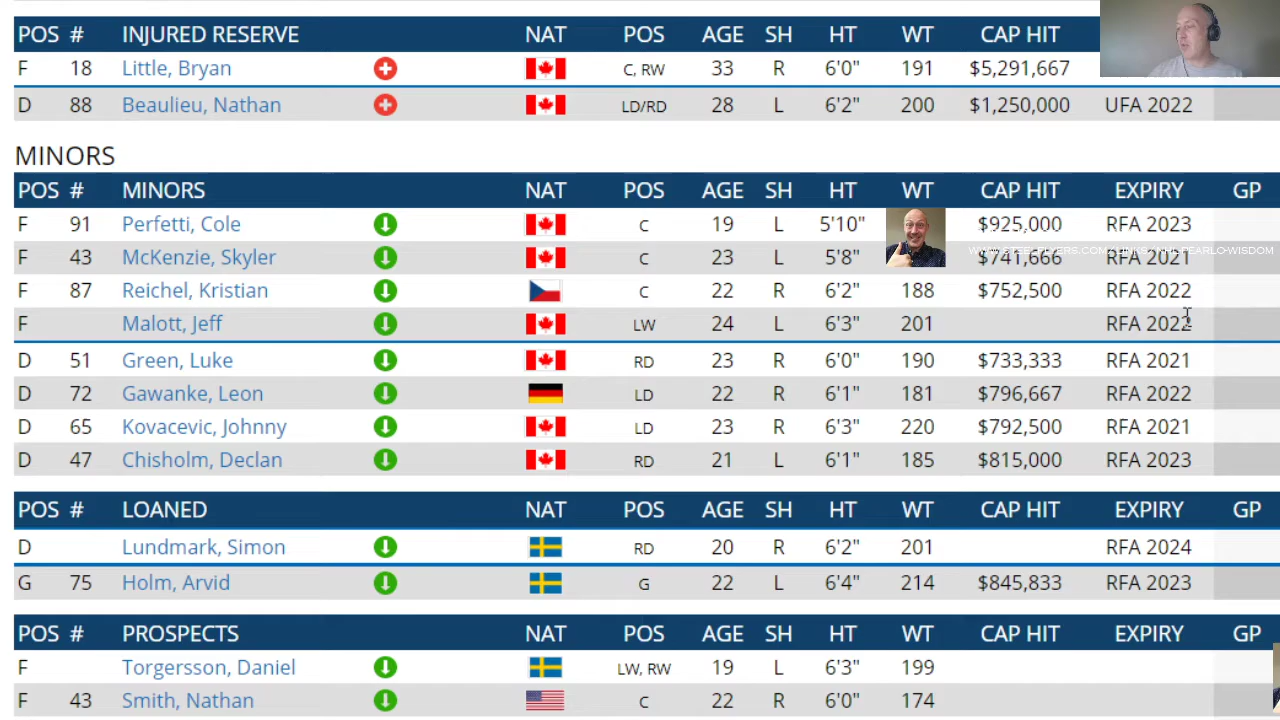 POS # INJURED RESERVE NAT POS AGE SH HT WT CAP HIT
F 18 Little, Bryan C, RW 33 R 6'0" 191 $5,291,667
D 88 Beaulieu, Nathan LD/RD 28 L 6'2" 200 $1,250,000 UFA 2022
MINORS
POS # MINORS NAT POS AGE SH HT WT CAP HIT EXPIRY GP
F 91 Perfetti, Cole C 19 L 5'10" $925,000 RFA 2023
F 43 McKenzie, Skyler C 23 L 5'8" $741,666 RFA 2021
F 87 Reichel, Kristian C 22 R 6'2" 188 $752,500 RFA 2022
F Malott, Jeff LW 24 L 6'3" 201 RFA 2022
D 51 Green, Luke RD 23 R 6'0" 190 $733,333 RFA 2021
D 72 Gawanke, Leon LD 22 R 6'1" 181 $796,667 RFA 2022
D 65 Kovacevic, Johnny LD 23 R 6'3" 220 $792,500 RFA 2021
D 47 Chisholm, Declan RD 21 L 6'1" 185 $815,000 RFA 2023
POS # LOANED NAT POS AGE SH HT WT CAP HIT EXPIRY GP
D Lundmark, Simon RD 20 R 6'2" 201 RFA 2024
G 75 Holm, Arvid G 22 L 6'4" 214 $845,833 RFA 2023
POS # PROSPECTS NAT POS AGE SH HT WT CAP HIT EXPIRY GP
F Torgersson, Daniel LW, RW 19 L 6'3" 199
F 43 Smith, Nathan C 22 R 6'0" 174